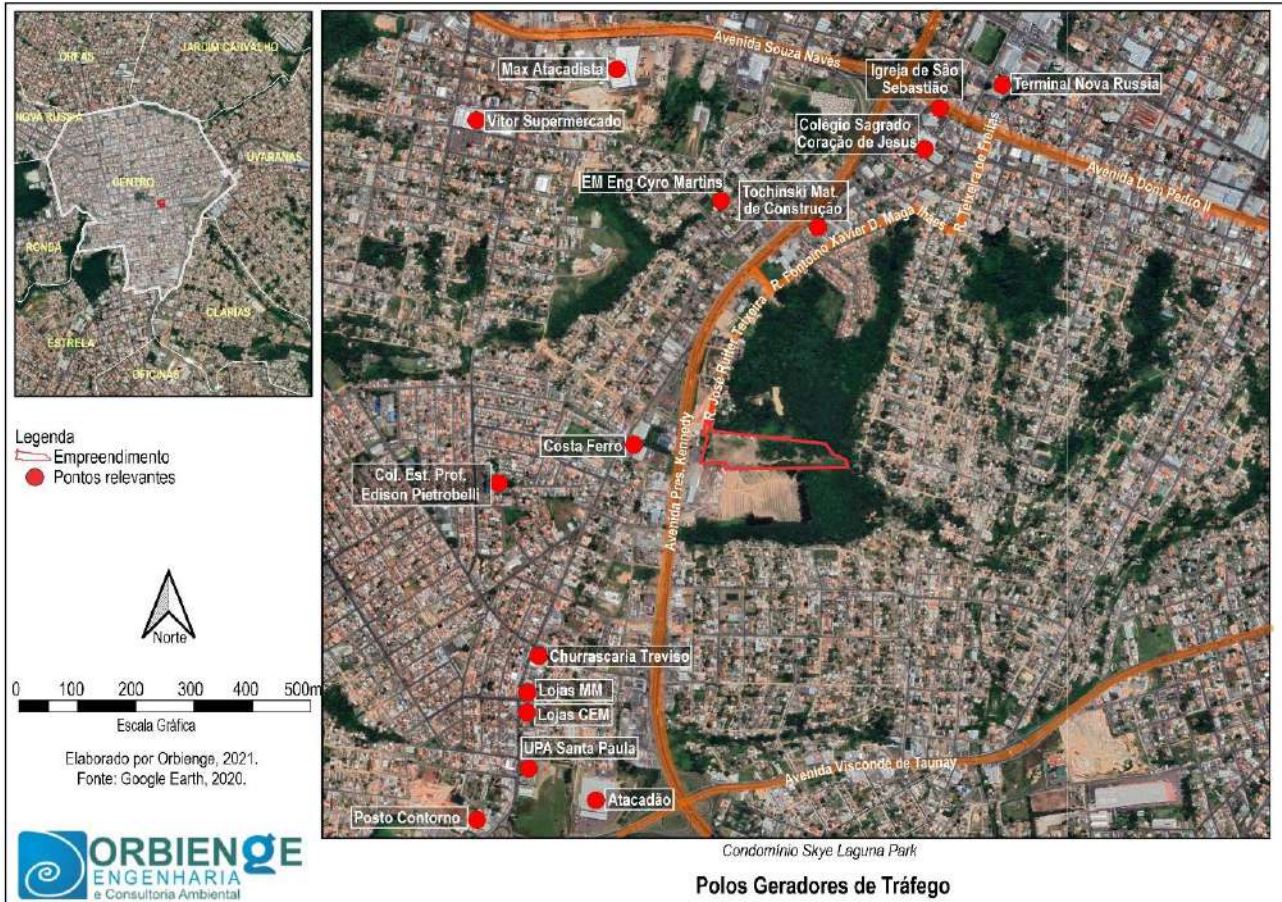 ORFAS
JARDIM CARVALHO
NOVA RUSSIA
UVARANAS
CENTRO
RONDA
OLARIAS
ESTRELA
OFICINAS
Legenda
Empreendimento
Pontos relevantes
Norte
0 100 200 300 400 500m
Escala Gráfica
Elaborado por Orbienge, 2021.
Fonte: Google Earth, 2020.
ORBIENGE
ENGENHARIA
e Consultoria Ambiental
Avenida Souza Naves
Max Atacadista
Igreja de São
Sebastião
Terminal Nova Russia
Vitor Supermercado
Colégio Sagrado
Coração de Jesus
R. Teixeira de Freitas
Avenida Dom Pedro II
EM Eng Cyro Martins
Tochinski Mat.
de Construção
R. Fontoino Xavier D. Magalhães
R. José Ruiter Teixeira
Costa Ferro
Avenida Pres. Kennedy
Col. Est. Prof.
Edison Pietrobelli
Churrascaria Treviso
Lojas MM
Lojas CEM
UPA Santa Paula
Avenida Visconde de Taunay
Atacadão
Posto Contorno
Condomínio Skye Laguna Park
Polos Geradores de Tráfego